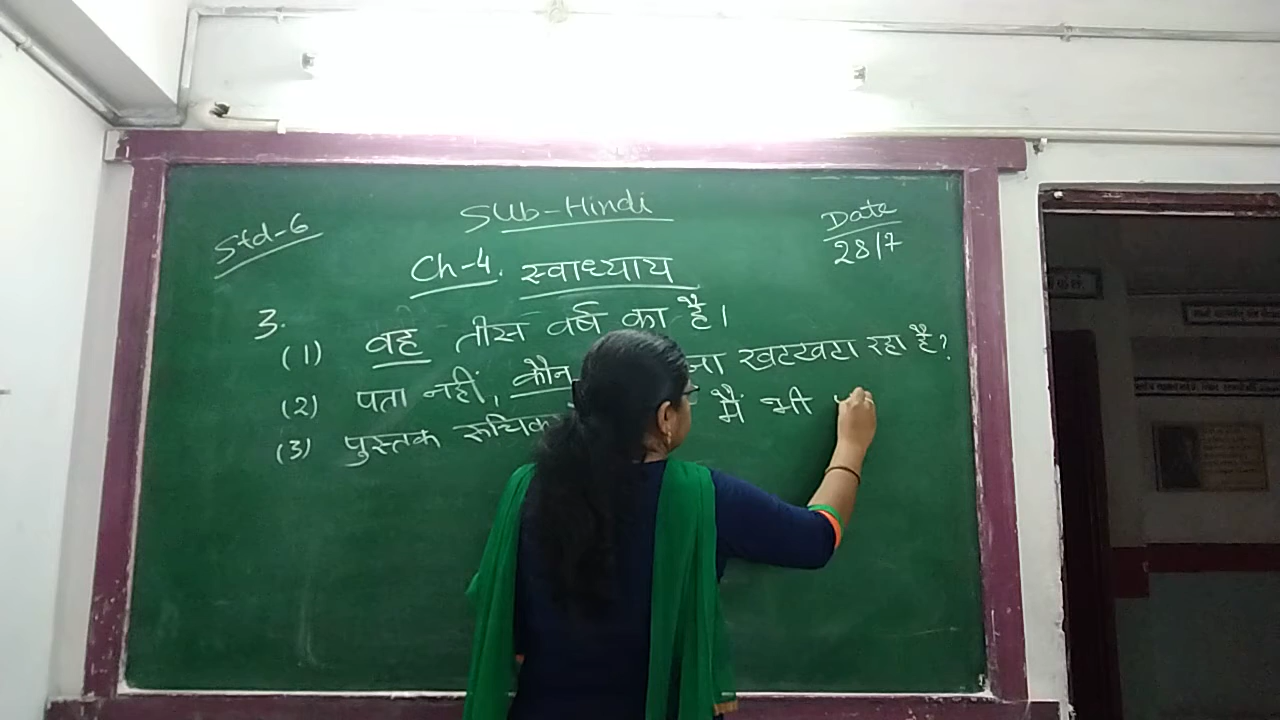 Sub-Hindi
Std-6
Date
28/7
Ch-4. स्वाध्याय
3.
(1) वह तीस वर्ष का है।
(2) पता नहीं, कौन खटखटा रहा है?
(3) पुस्तक मैं भी